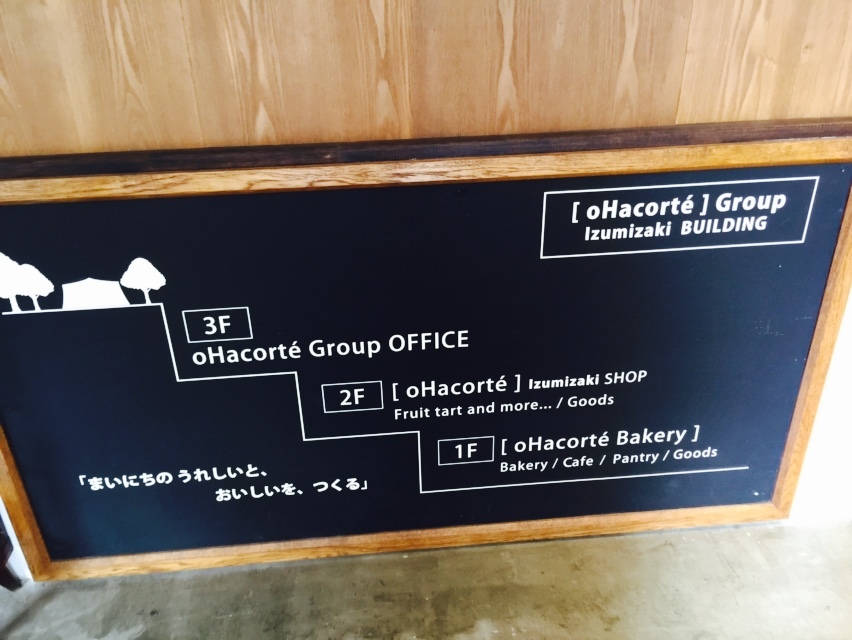 [ oHacorté ] Group
Izumizaki BUILDING
3F
oHacorté Group OFFICE
2F [ oHacorté ] Izumizaki SHOP
Fruit tart and more... / Goods
1F [ oHacorté Bakery ]
Bakery / Cafe / Pantry / Goods
「まいにちの うれしいと、
おいしいを、つくる」